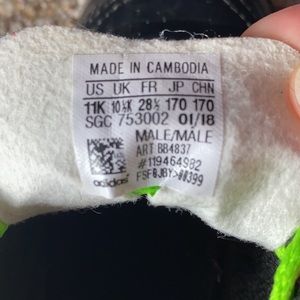 MADE IN CAMBODIA
US UK FR JP CHN
11K 10½K 28½ 170 170
SGC 753002 01/18
MALE/MALE
ART BB4837
#119464982
adidas